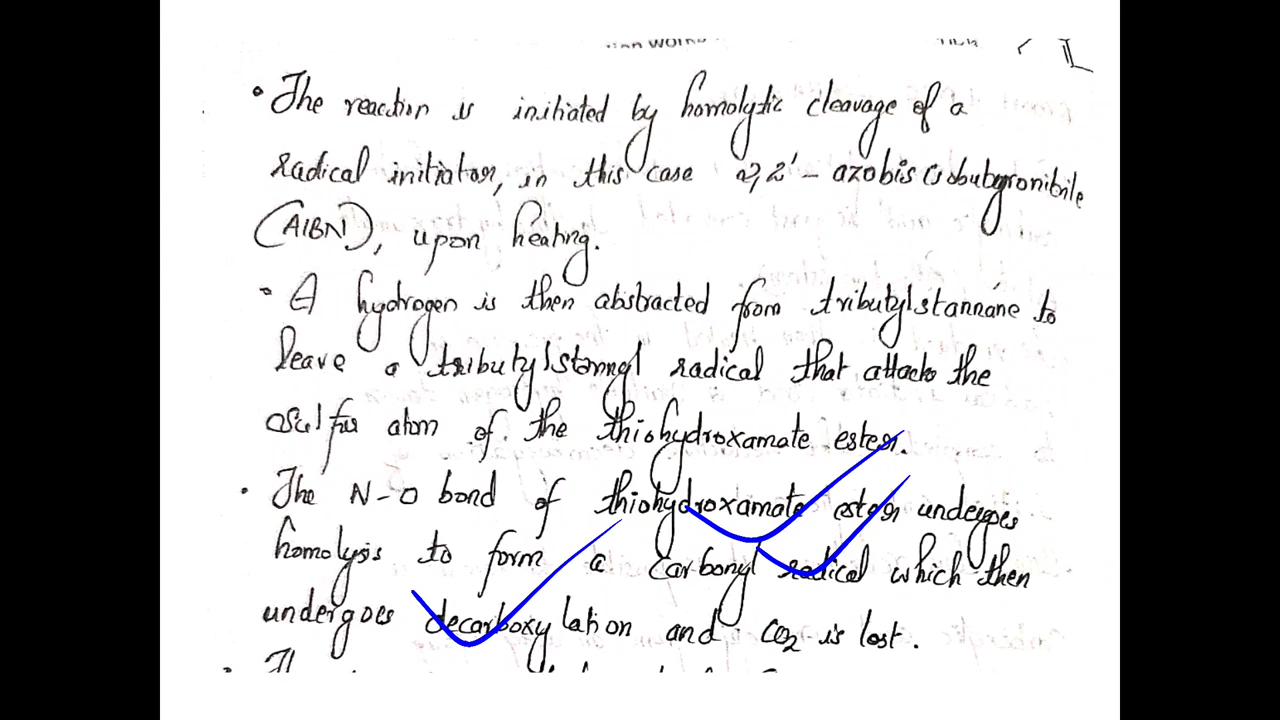 • The reaction is initiated by homolytic cleavage of a
radical initiator, in this case 2,2'- azobis isobutyronitrile
(AIBN), upon heating.
• A hydrogen is then abstracted from tributylstannane to
leave a tributylstannyl radical that attacks the
sulfur atom of the thiohydroxamate ester.
• The N-O bond of thiohydroxamate ester undergoes
homolysis to form a carbonyl radical which then
undergoes decarboxylation and CO2 is lost.